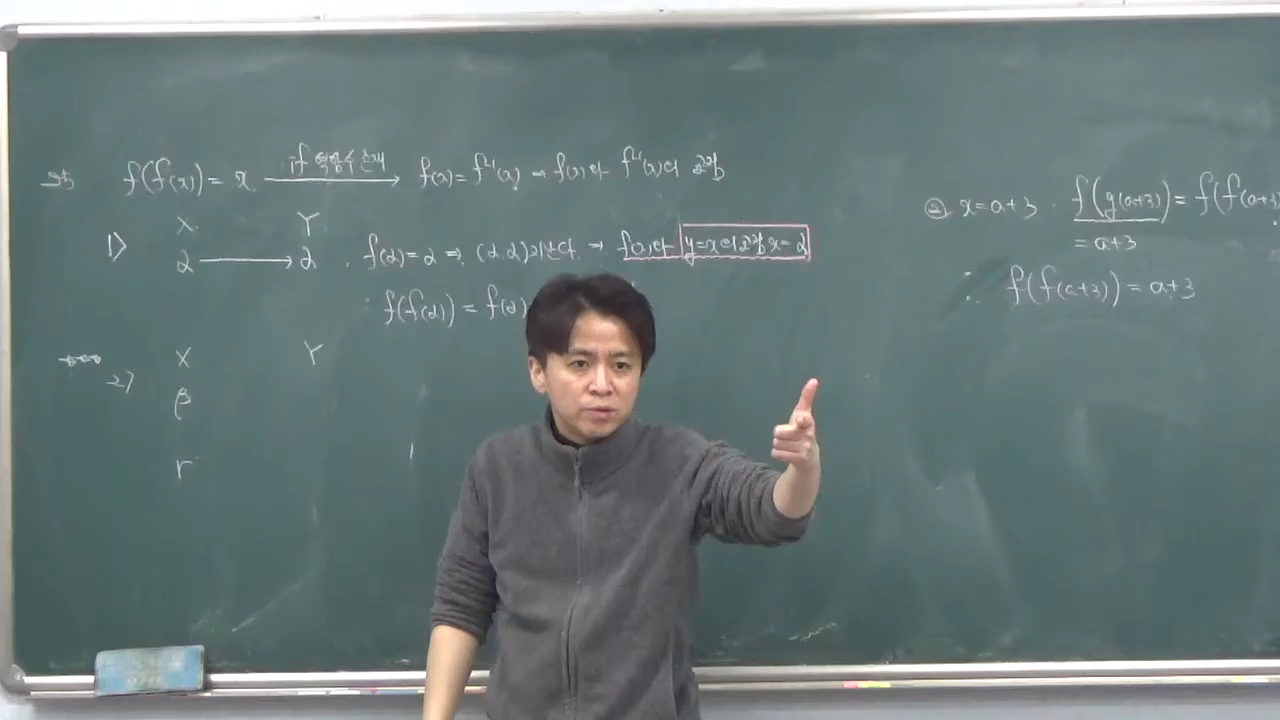 f(f(x)) = x if 역함수 존재 → f(x) = f⁻¹(x) → f(x)와 f⁻¹(x)의 교점
X Y
1) α → α . f(α) = α ⇒ (α, α)지난다. → f(x)와 y=x의 교점 x=α
f(f(α)) = f(α)
X Y
2)
β
r
② x = a+3 . f(g(a+3)) = f(f(a+3)
= a+3
∴ f(f(a+3)) = a+3